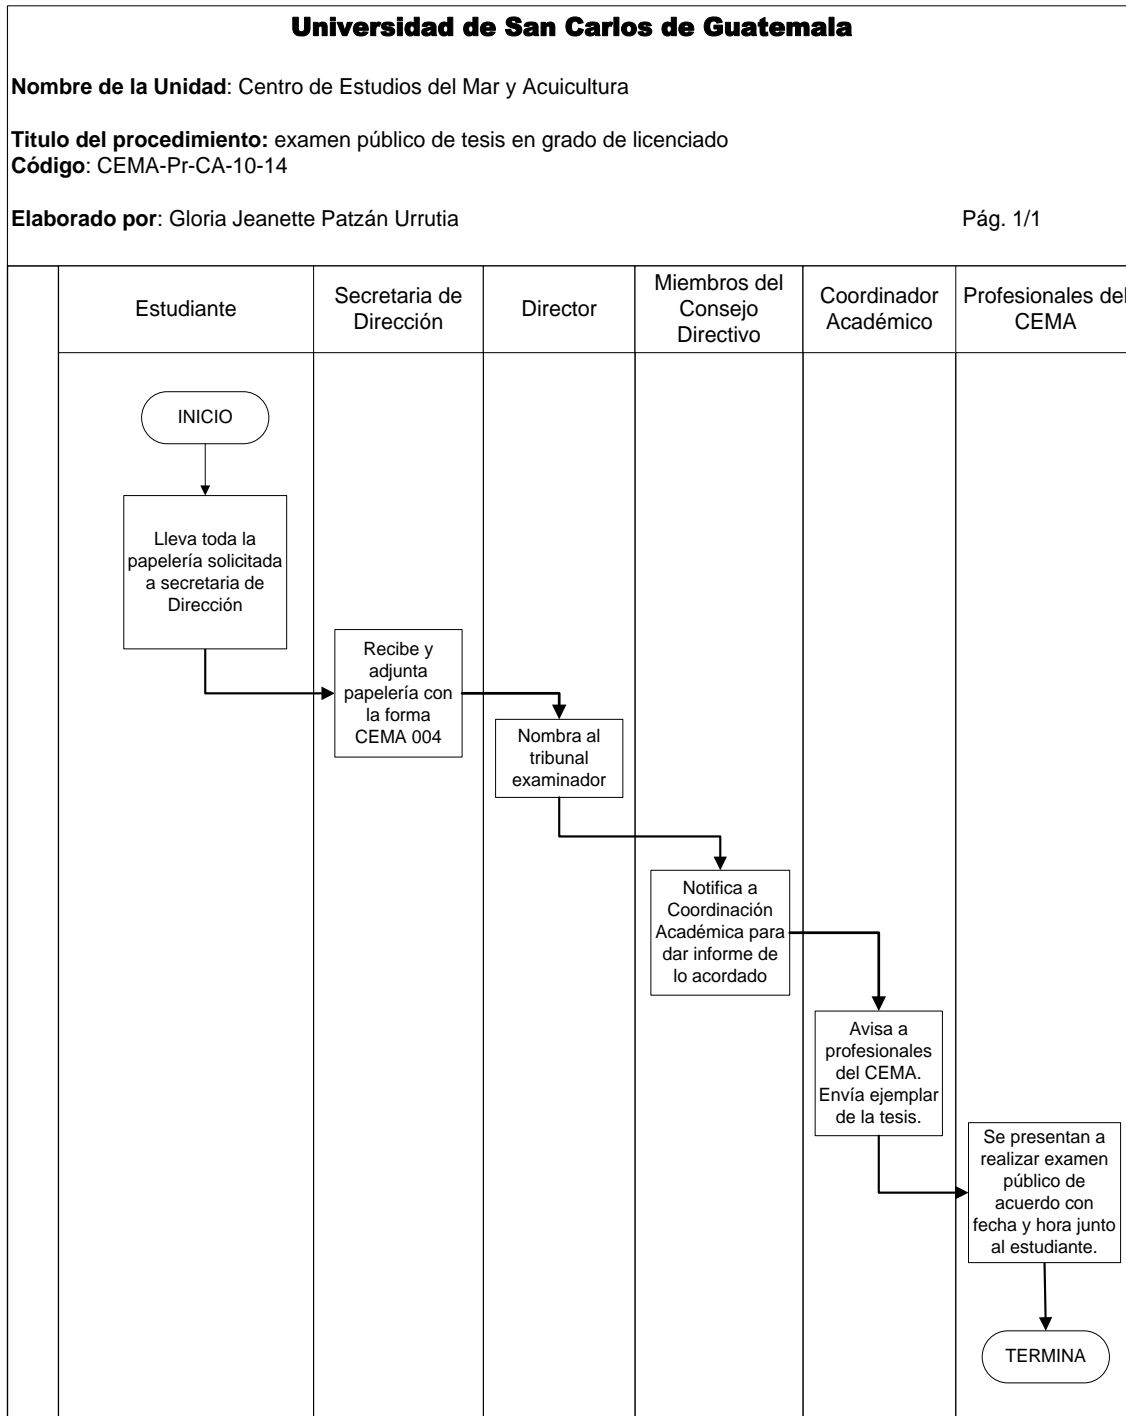 Universidad de San Carlos de Guatemala
Nombre de la Unidad: Centro de Estudios del Mar y Acuicultura
Titulo del procedimiento: examen público de tesis en grado de licenciado
Código: CEMA-Pr-CA-10-14
Elaborado por: Gloria Jeanette Patzán Urrutia
Pág. 1/1
Estudiante
Secretaria de
Dirección
Director
Miembros del
Consejo
Directivo
Coordinador
Académico
Profesionales del
CEMA
INICIO
Lleva toda la
papelería solicitada
a secretaria de
Dirección
Recibe y
adjunta
papelería con
la forma
CEMA 004
Nombra al
tribunal
examinador
Notifica a
Coordinación
Académica para
dar informe de
lo acordado
Avisa a
profesionales
del CEMA.
Envía ejemplar
de la tesis.
Se presentan a
realizar examen
público de
acuerdo con
fecha y hora junto
al estudiante.
TERMINA